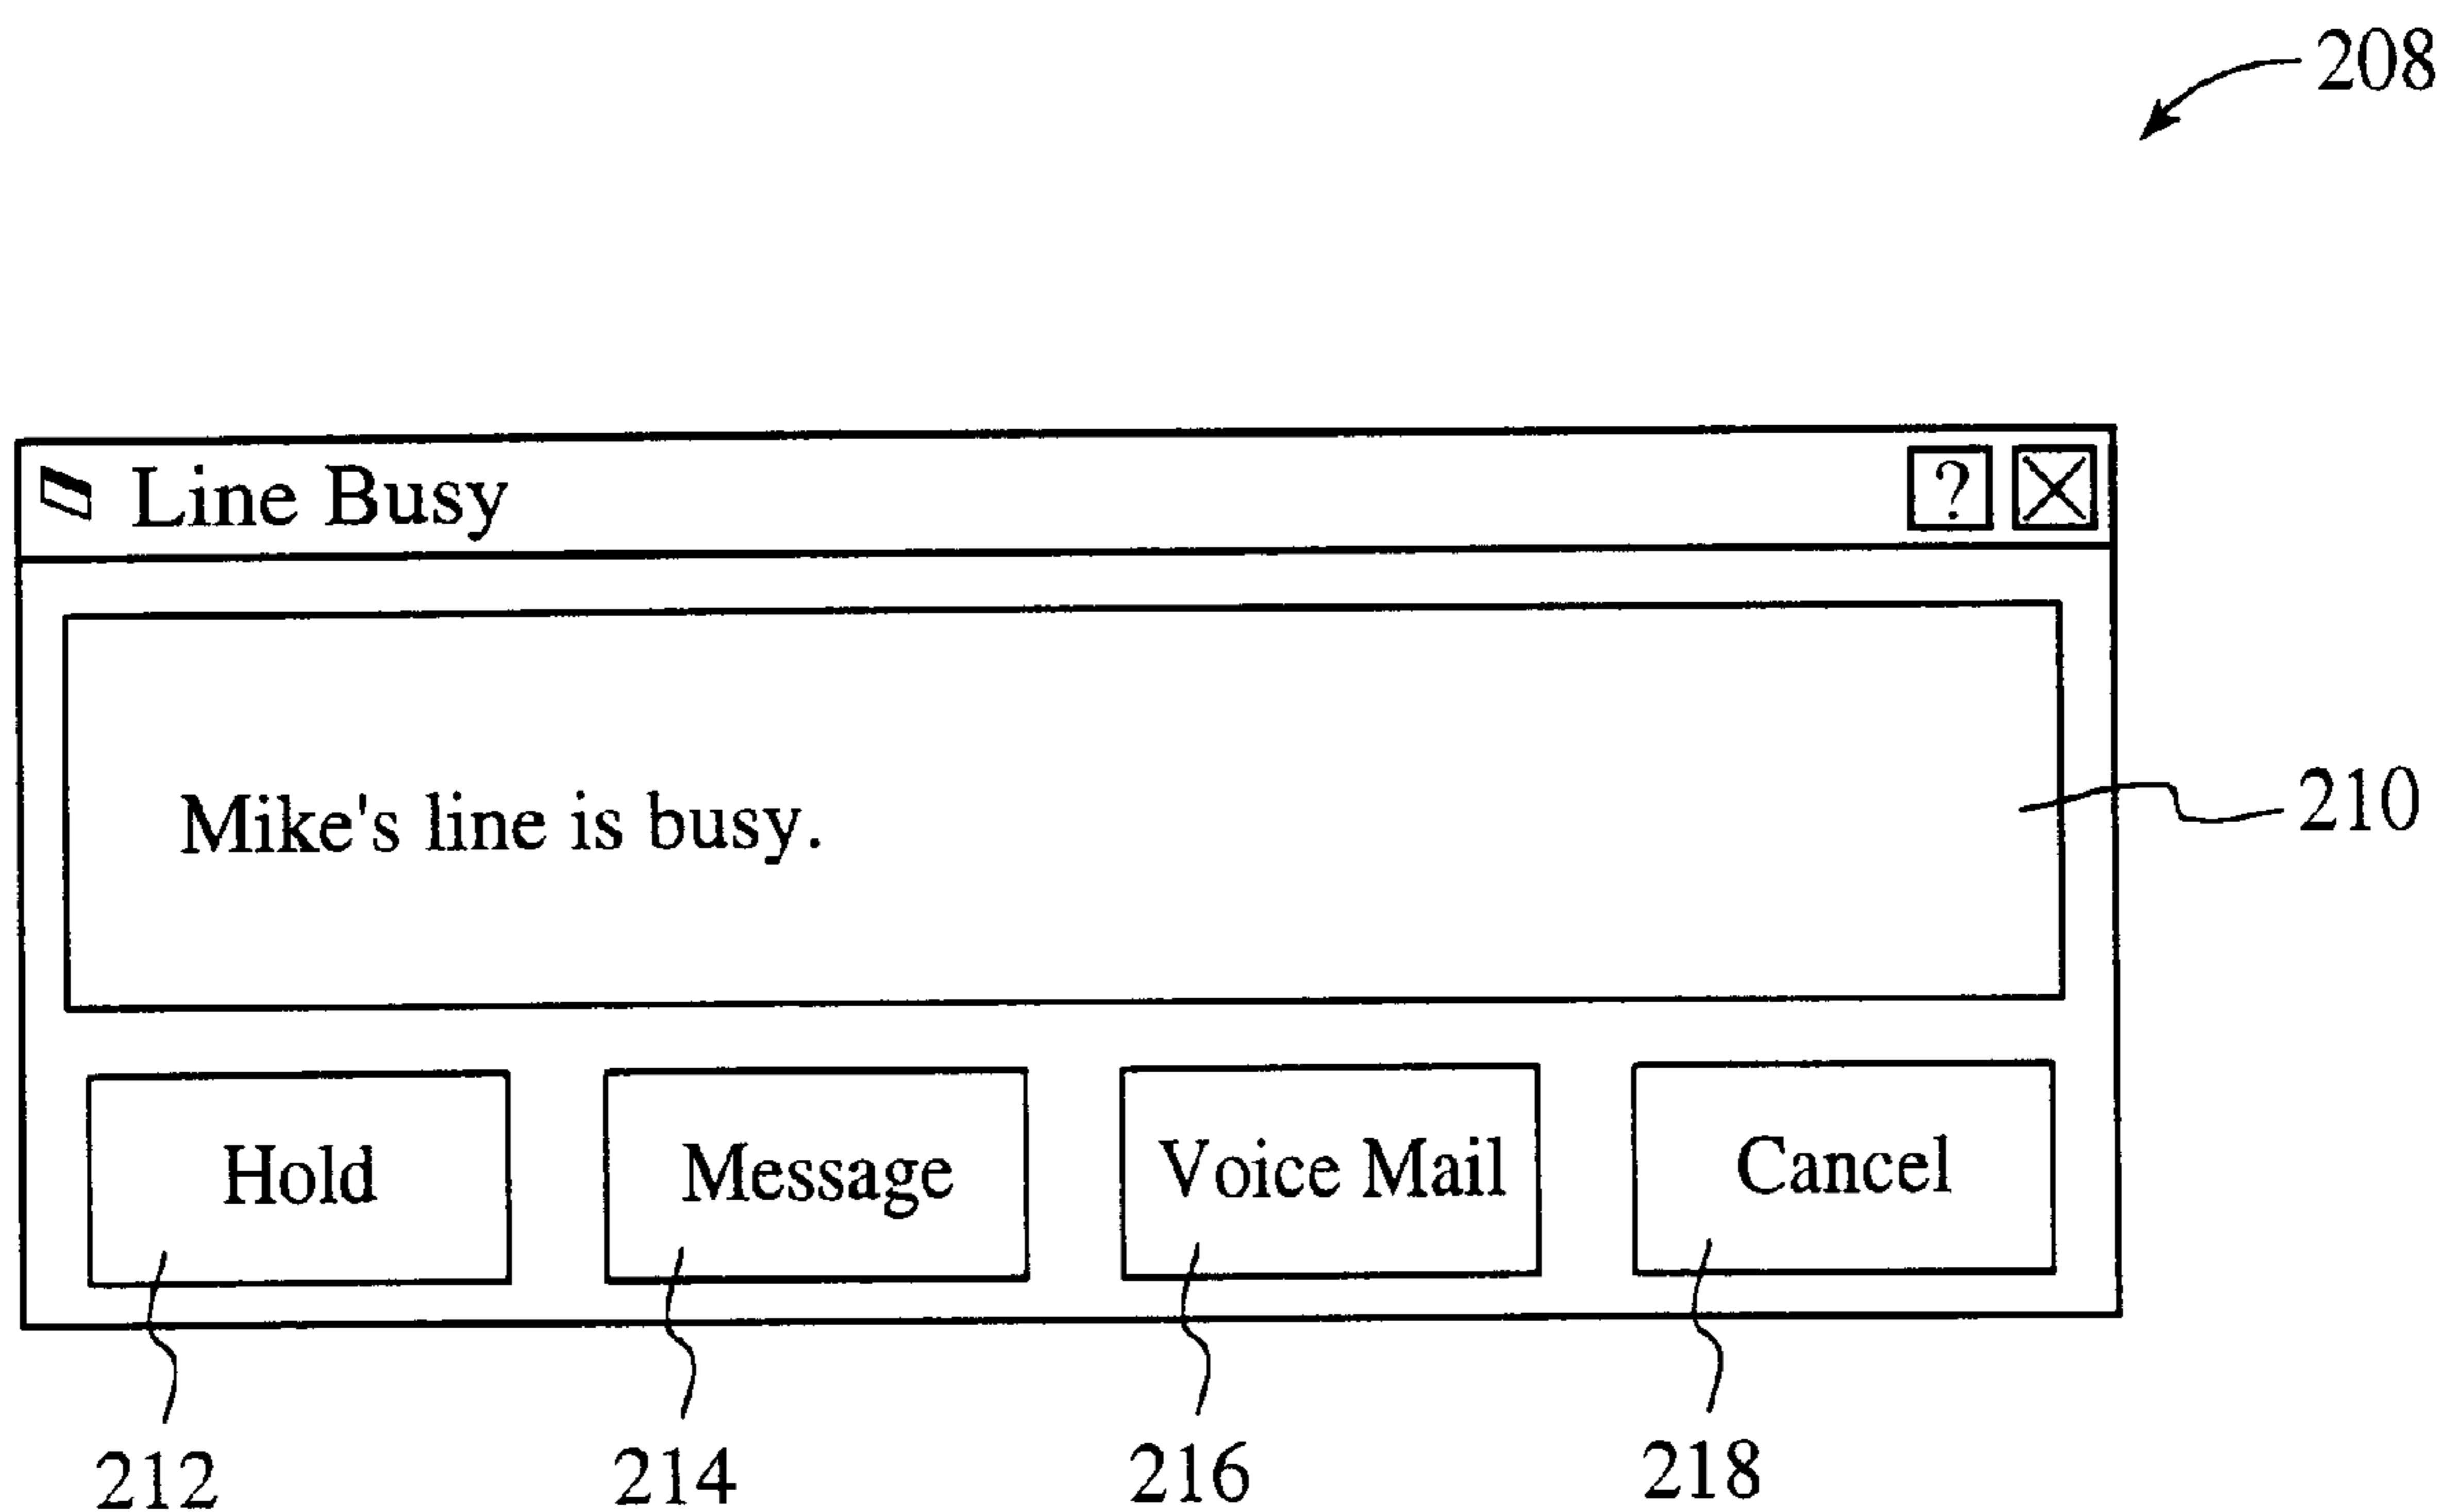 208
Line Busy ? X
Mike's line is busy.
210
Hold Message Voice Mail Cancel
212 214 216 218